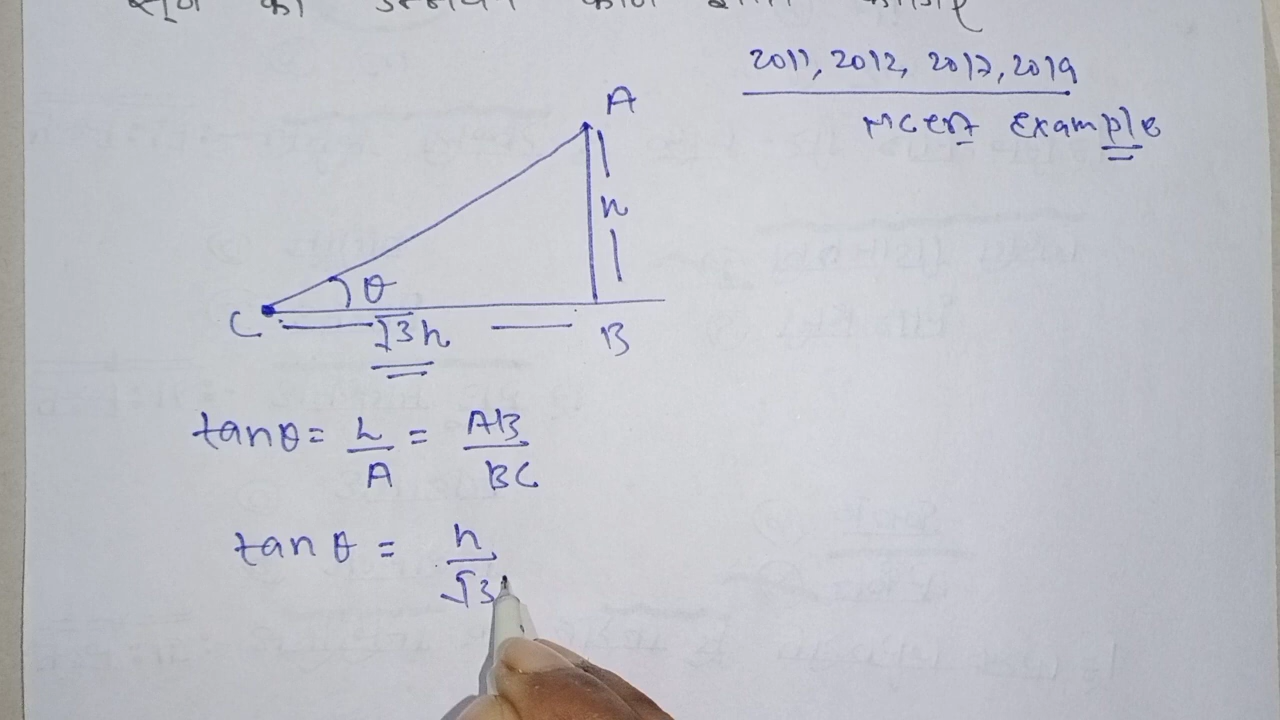 का कोण ज्ञात कीजिए
2011, 2012, 2017, 2019
NCERT Example
A
h
θ
C √3h B
tanθ = L/A = AB/BC
tan θ = h/√3